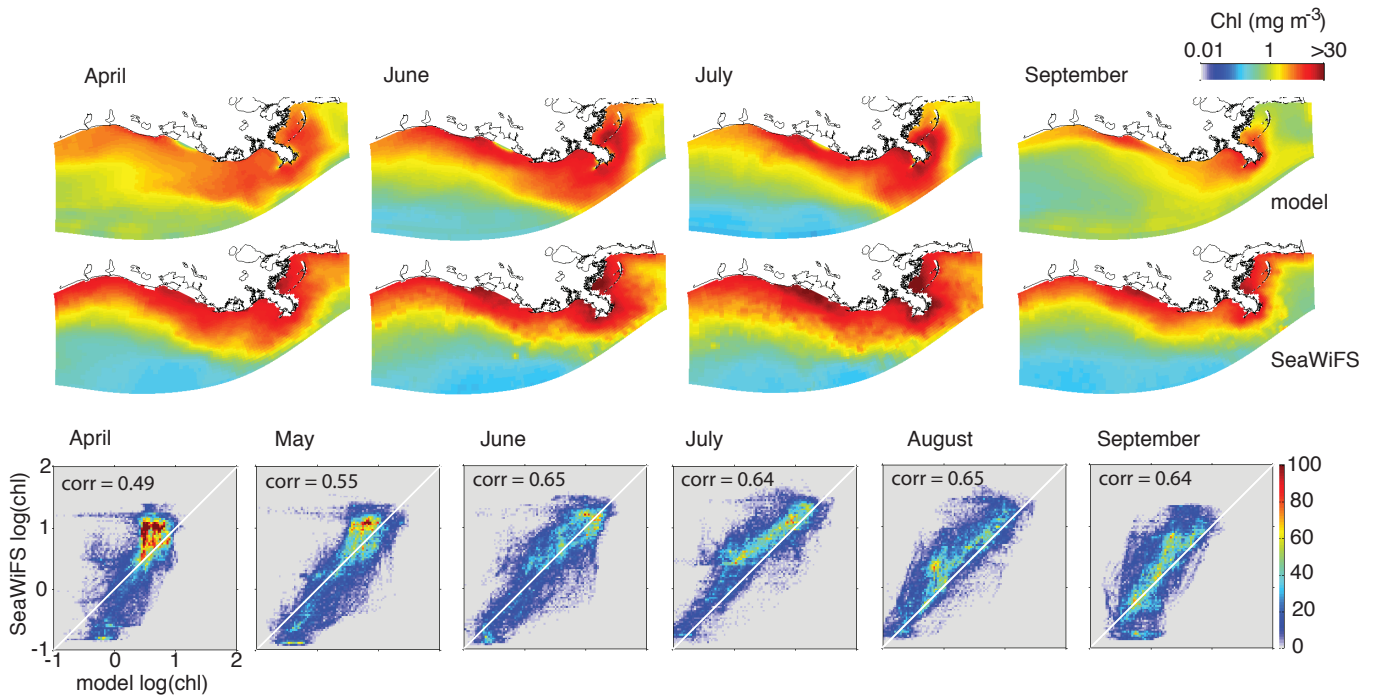 Chl (mg m⁻³)
0.01 1 >30
April June July September
model
SeaWiFS
April May June July August September
corr = 0.49 corr = 0.55 corr = 0.65 corr = 0.64 corr = 0.65 corr = 0.64
SeaWiFS log(chl)
2
1
0
-1
-1 0 1 2
model log(chl)
100
80
60
40
20
0